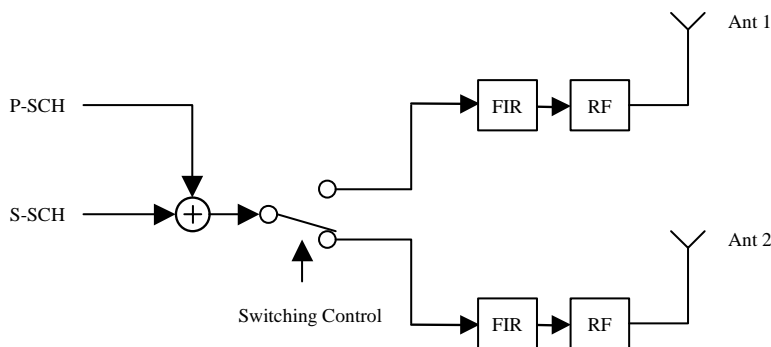 Ant 1
P-SCH
FIR
RF
S-SCH
Ant 2
Switching Control
FIR
RF